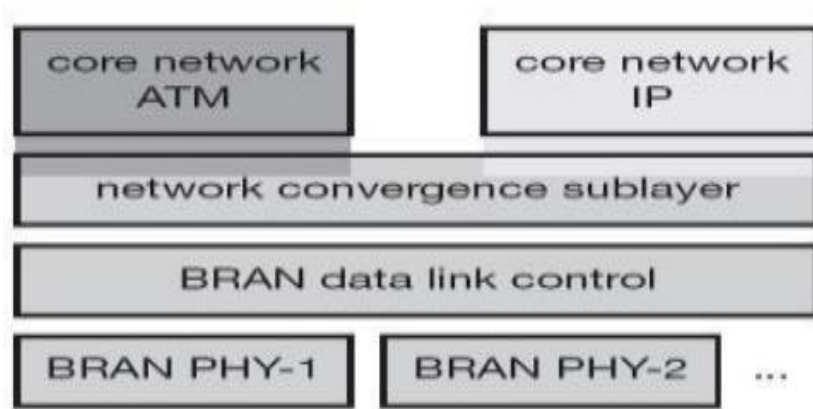 core network
ATM
core network
IP
network convergence sublayer
BRAN data link control
BRAN PHY-1
BRAN PHY-2
...